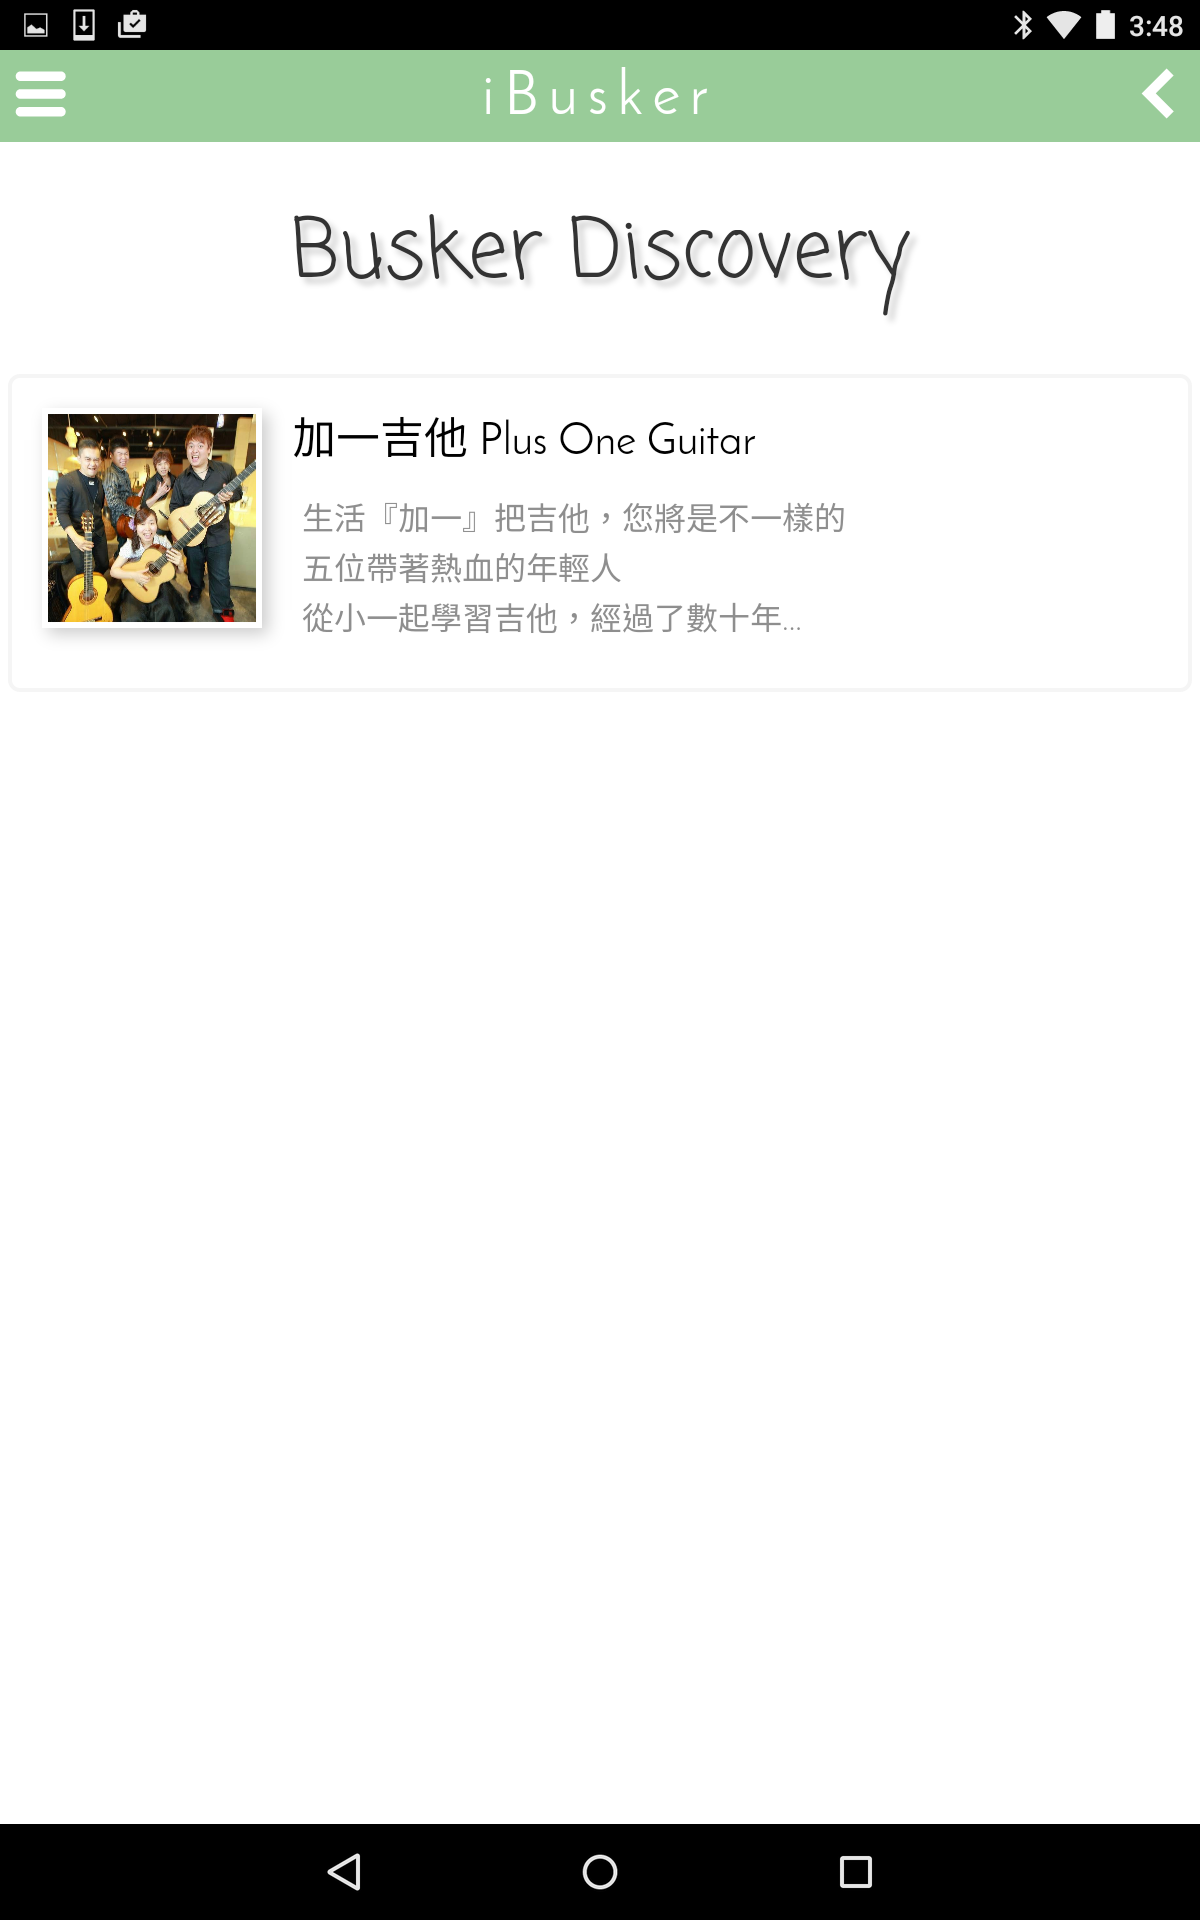 3:48
iBusker
Busker Discovery
加一吉他 Plus One Guitar
生活『加一』把吉他，您將是不一樣的
五位帶著熱血的年輕人
從小一起學習吉他，經過了數十年...